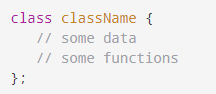 class className {
   // some data
   // some functions
};